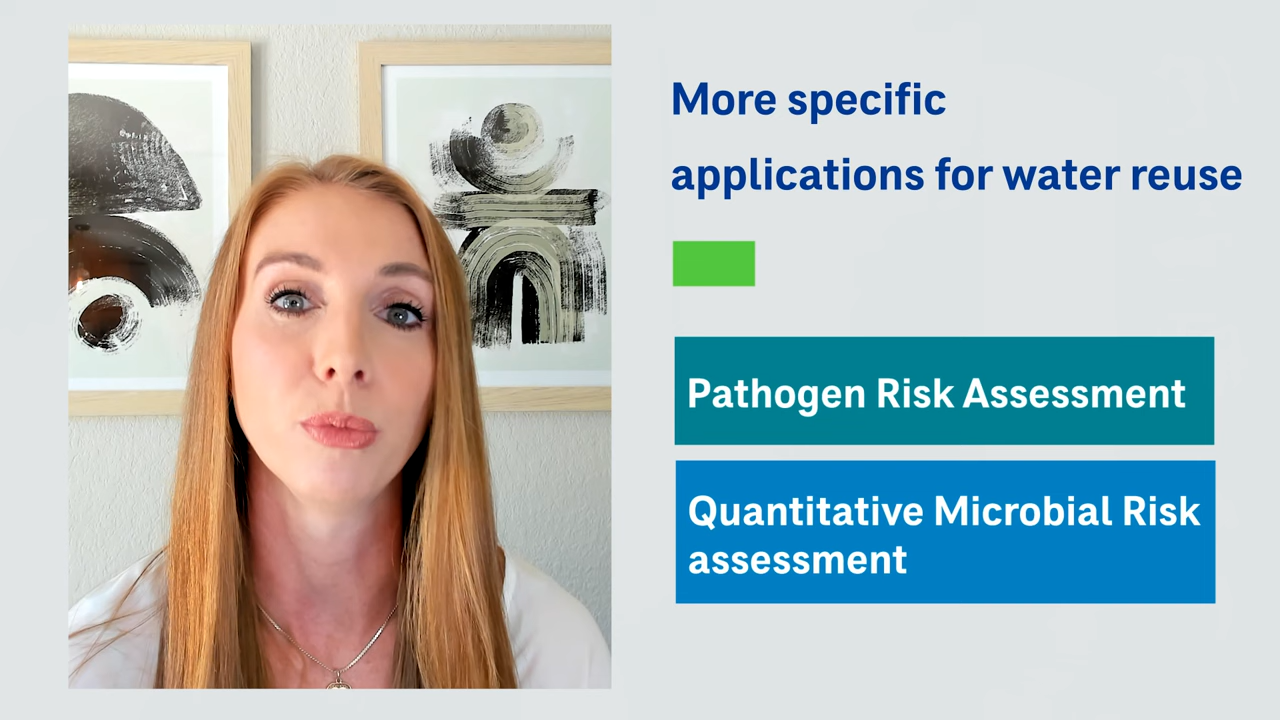 More specific
applications for water reuse
Pathogen Risk Assessment
Quantitative Microbial Risk
assessment